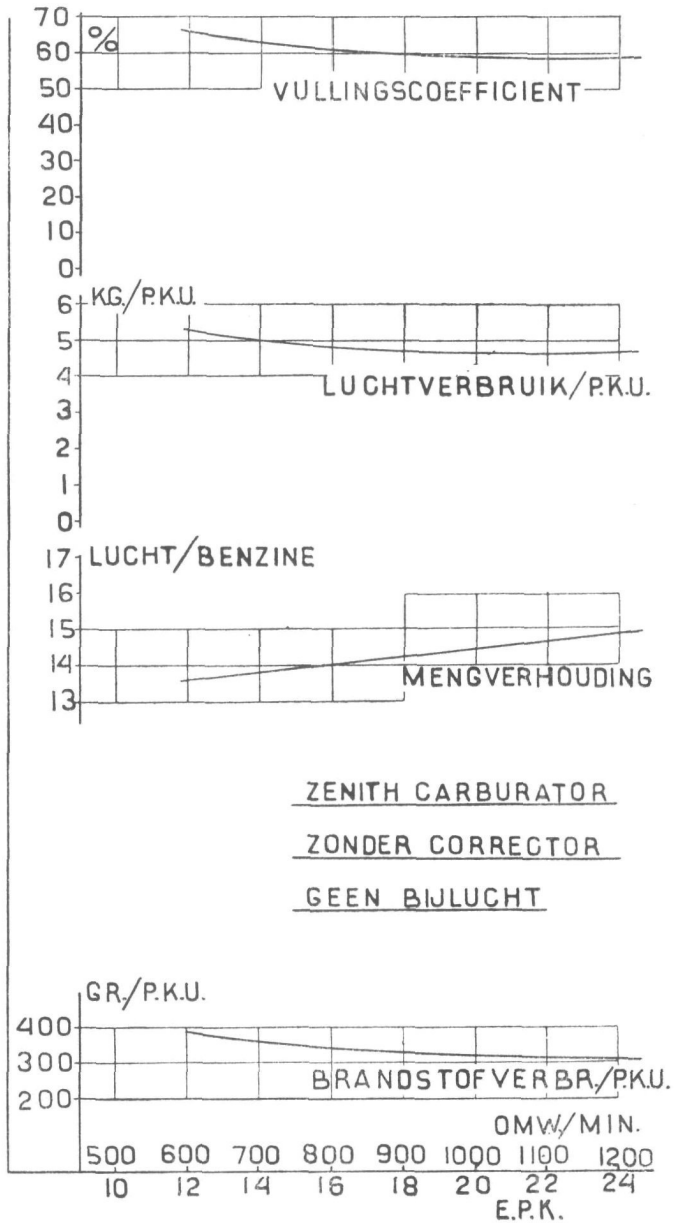 70
%
60
50
VULLINGSCOEFFICIENT
40
30
20
10
0
KG./P.K.U.
6
5
4
LUCHTVERBRUIK/P.K.U.
3
2
1
0
17 LUCHT/BENZINE
16
15
14
MENGVERHOUDING
13
ZENITH CARBURATOR
ZONDER CORRECTOR
GEEN BIJLUCHT
GR./P.K.U.
400
300
BRANDSTOFVERBR./P.K.U.
200
OMW./MIN.
500 600 700 800 900 1000 1100 1200
10 12 14 16 18 20 22 24
E.P.K.